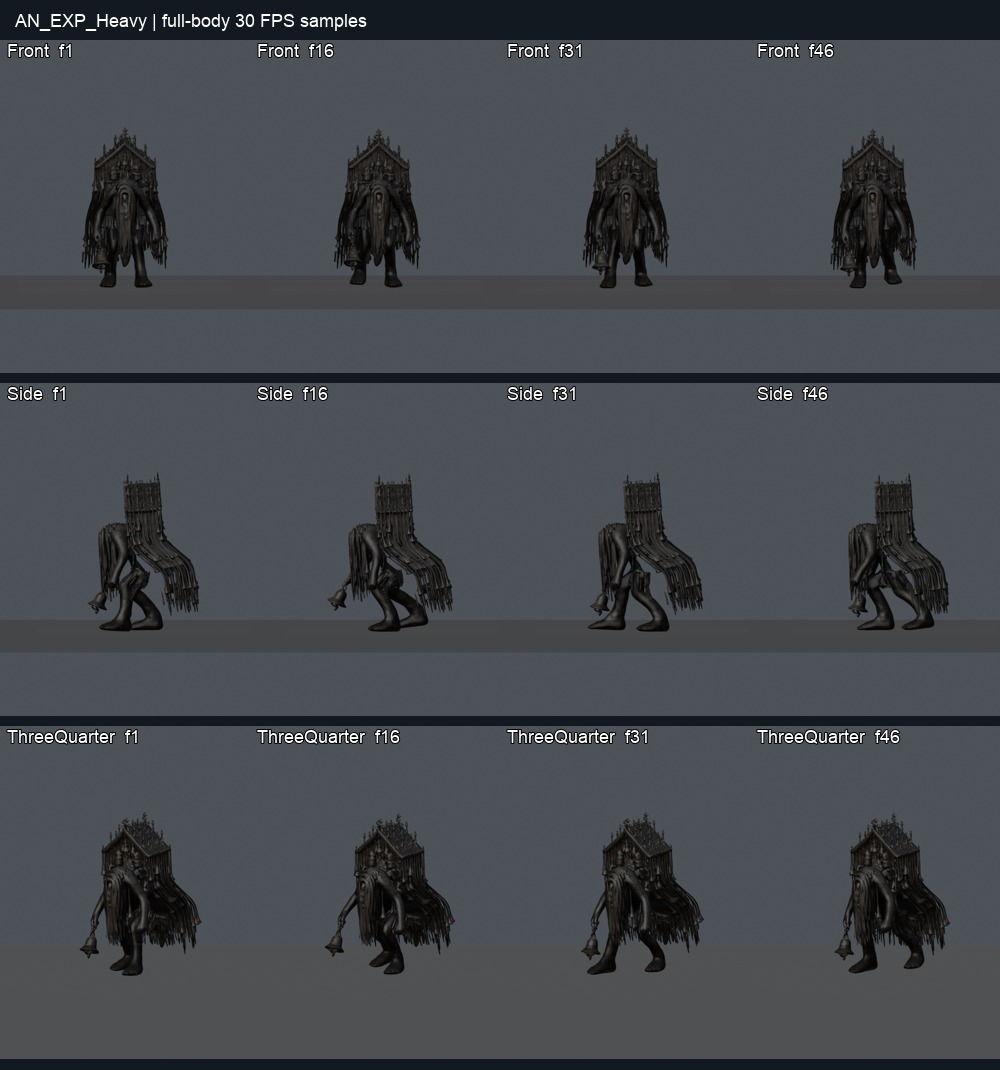 AN_EXP_Heavy | full-body 30 FPS samples
Front f1
Front f16
Front f31
Front f46
Side f1
Side f16
Side f31
Side f46
ThreeQuarter f1
ThreeQuarter f16
ThreeQuarter f31
ThreeQuarter f46